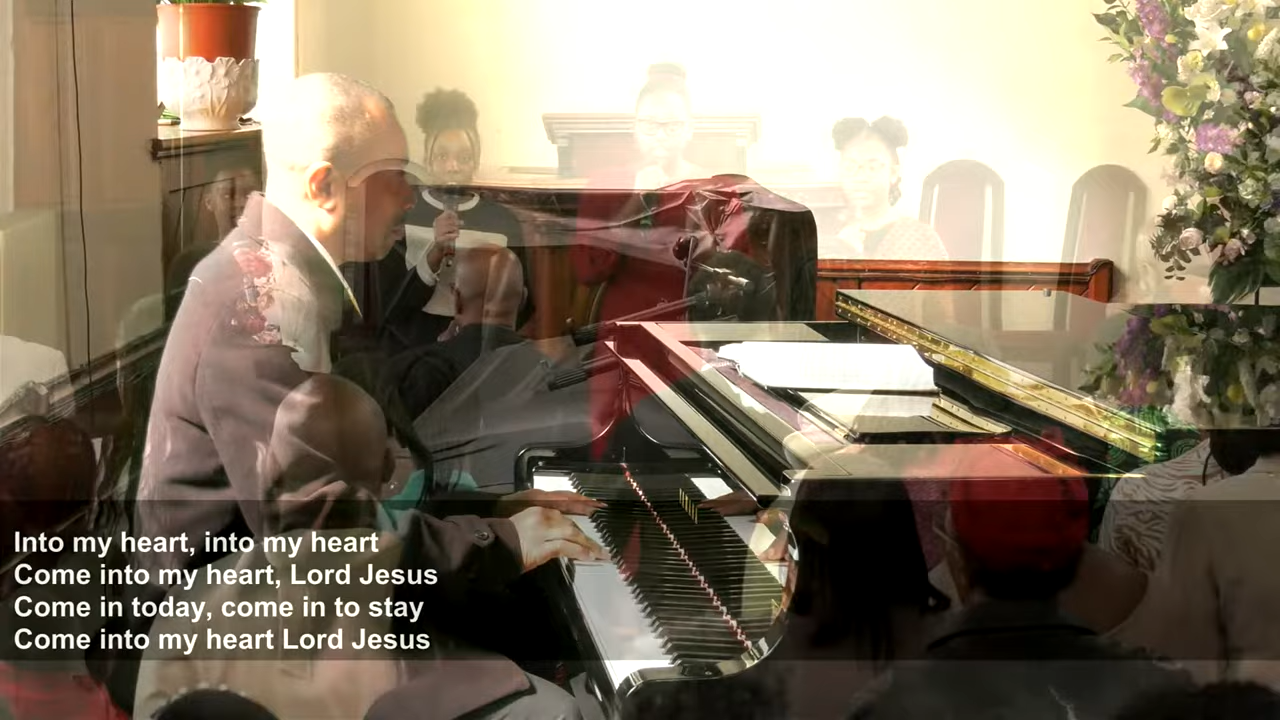 Into my heart, into my heart
Come into my heart, Lord Jesus
Come in today, come in to stay
Come into my heart Lord Jesus